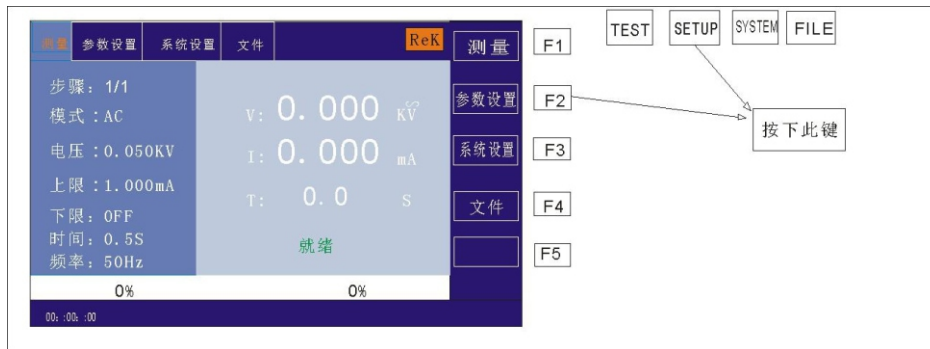 测量 参数设置 系统设置 文件 ReK
步骤: 1/1
模式 :AC
电压 :0.050KV
上限 :1.000mA
下限: OFF
时间: 0.5S
频率: 50Hz
V: 0.000 KV
I: 0.000 mA
T: 0.0 S
就绪
0% 0%
00: :00: :00
测量 F1
参数设置 F2
系统设置 F3
文件 F4
F5
TEST SETUP SYSTEM FILE
按下此键